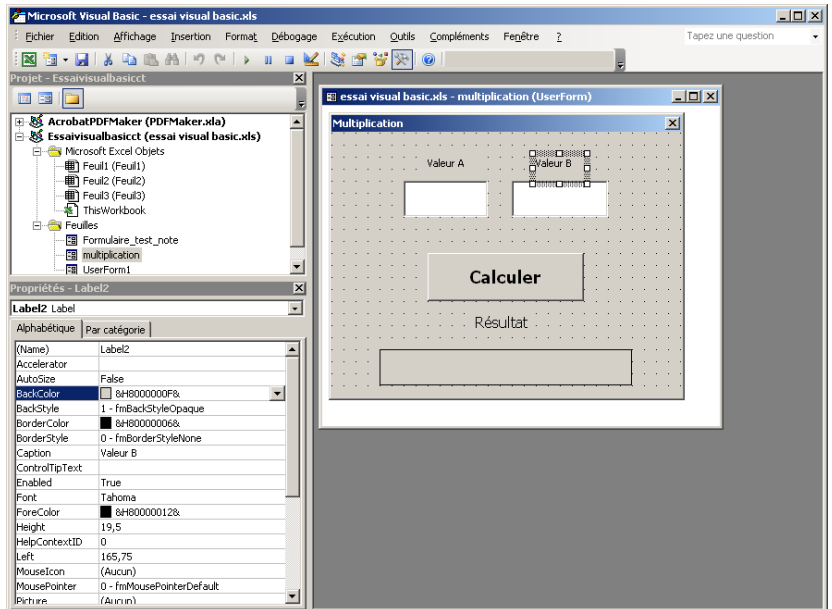 Microsoft Visual Basic - essai visual basic.xls
Fichier Edition Affichage Insertion Format Débogage Exécution Outils Compléments Fenêtre ? Tapez une question
Projet - Essaivisualbasicct
AcrobatPDFMaker (PDFMaker.xla)
Essaivisualbasicct (essai visual basic.xls)
Microsoft Excel Objets
Feuil1 (Feuil1)
Feuil2 (Feuil2)
Feuil3 (Feuil3)
ThisWorkbook
Feuilles
Formulaire_test_note
multiplication
UserForm1
Propriétés - Label2
Label2 Label
Alphabétique Par catégorie
(Name) Label2
Accelerator
AutoSize False
BackColor &H8000000F&
BackStyle 1 - fmBackStyleOpaque
BorderColor &H80000006&
BorderStyle 0 - fmBorderStyleNone
Caption Valeur B
ControlTipText
Enabled True
Font Tahoma
ForeColor &H80000012&
Height 19,5
HelpContextID 0
Left 165,75
MouseIcon (Aucun)
MousePointer 0 - fmMousePointerDefault
Picture (Aucun)
essai visual basic.xls - multiplication (UserForm)
Multiplication
Valeur A Valeur B
Calculer
Résultat